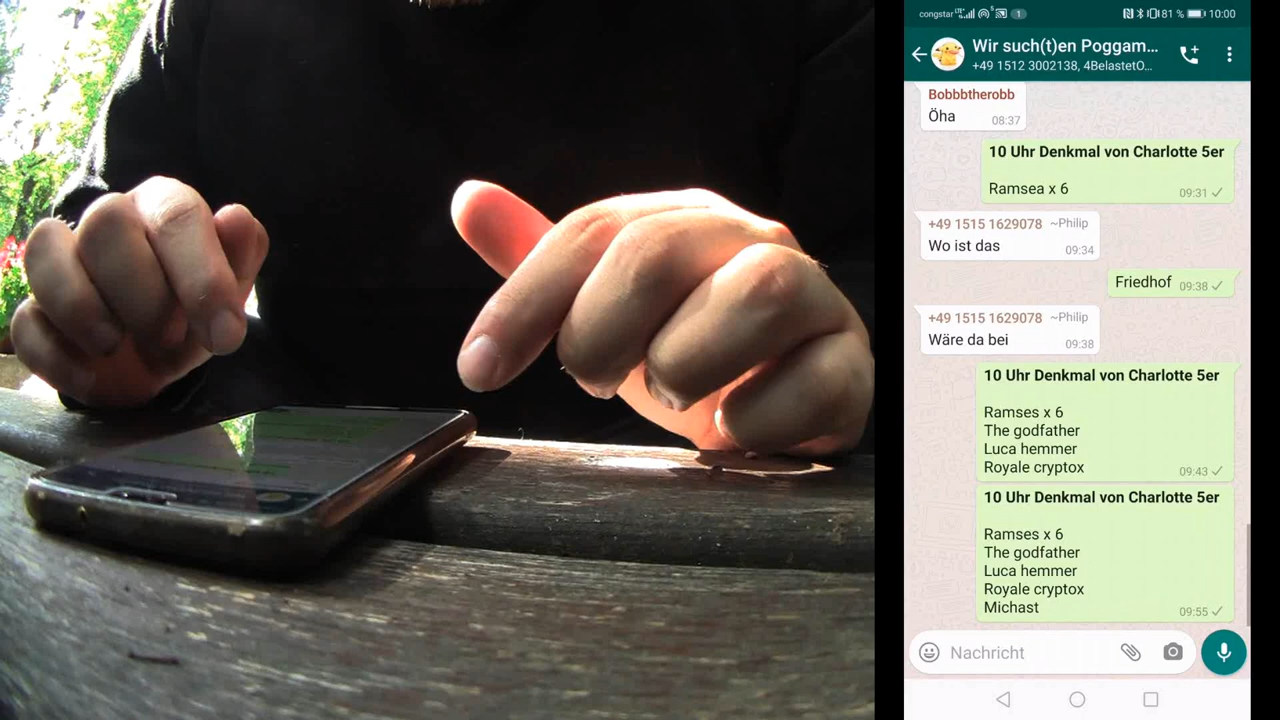 congstar 1 81 % 10:00
Wir such(t)en Poggam...
+49 1512 3002138, 4BelastetO...
Bobbbtherobb
Öha 08:37
10 Uhr Denkmal von Charlotte 5er
Ramsea x 6 09:31
+49 1515 1629078 ~Philip
Wo ist das 09:34
Friedhof 09:38
+49 1515 1629078 ~Philip
Wäre da bei 09:38
10 Uhr Denkmal von Charlotte 5er
Ramses x 6
The godfather
Luca hemmer
Royale cryptox 09:43
10 Uhr Denkmal von Charlotte 5er
Ramses x 6
The godfather
Luca hemmer
Royale cryptox
Michast 09:55
Nachricht